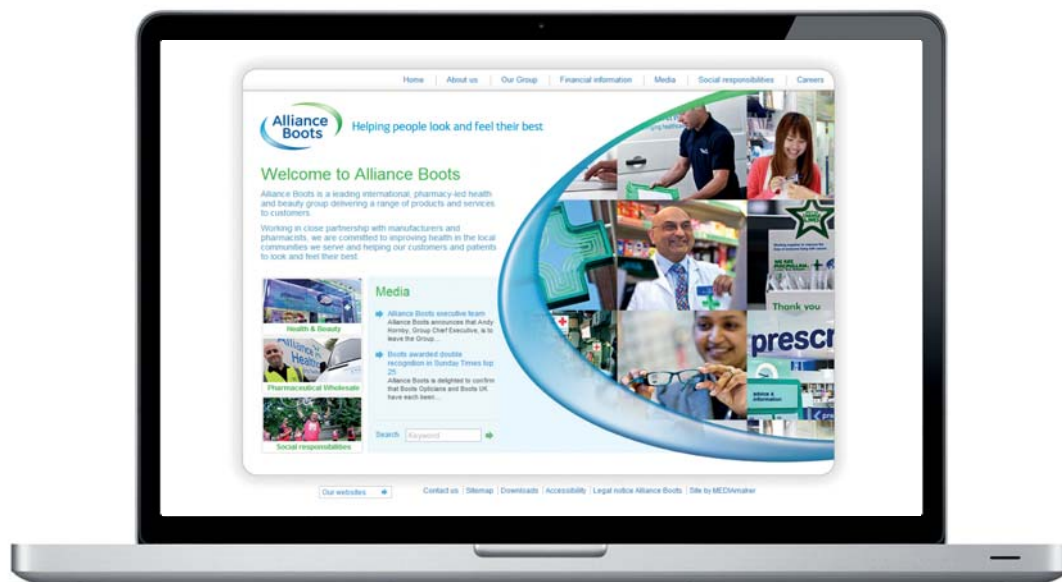 Home | About us | Our Group | Financial information | Media | Social responsibilities | Careers
Alliance
Boots
Helping people look and feel their best
Welcome to Alliance Boots
Alliance Boots is a leading international, pharmacy-led health
and beauty group delivering a range of products and services
to customers.
Working in close partnership with manufacturers and
pharmacists, we are committed to improving health in the local
communities we serve and helping our customers and patients
to look and feel their best.
Health & Beauty
Alliance
Health
Pharmaceutical Wholesale
Social responsibilities
Media
Alliance Boots executive team
Alliance Boots announces that Andy
Hornby, Group Chief Executive, is to
leave the Group...
Boots awarded double
recognition in Sunday Times top
25
Alliance Boots is delighted to confirm
that Boots Opticians and Boots UK
have each been...
Search Keyword
WE ARE
MACMILLAN
Thank you
prescr
advice &
information
Our websites
Contact us | Sitemap | Downloads | Accessibility | Legal notice Alliance Boots | Site by MEDIAmaker